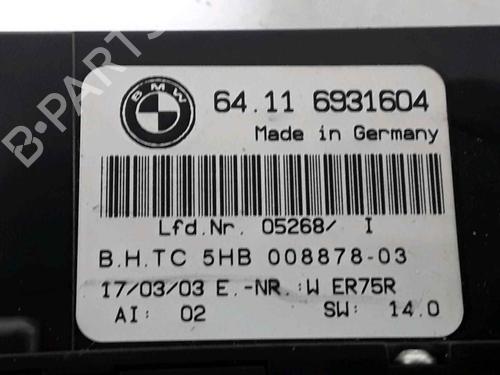 BMW
64.11 6931604
Made in Germany
Lfd.Nr. 05268/ I
B.H.TC 5HB 008878-03
17/03/03 E.-NR.:W ER75R
AI: 02 SW: 14.0
B-PARTS